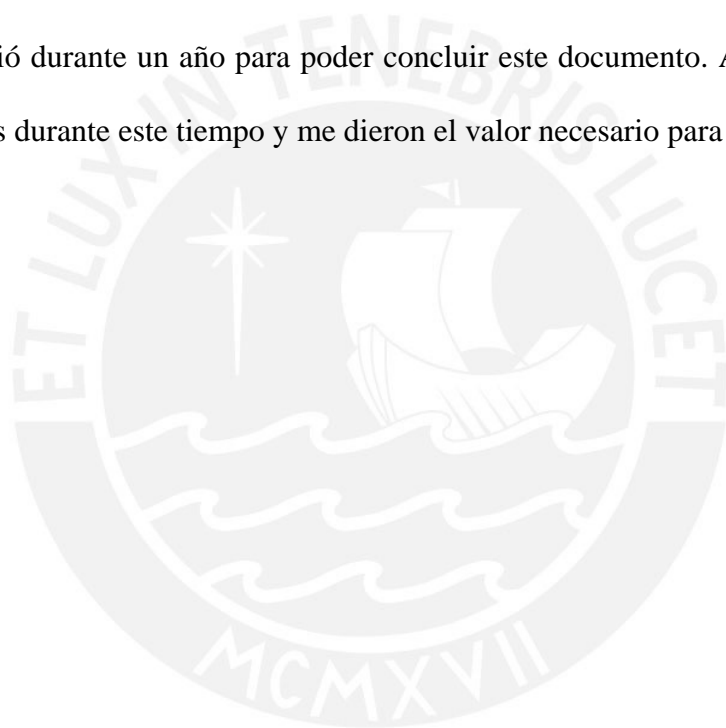 ió durante un año para poder concluir este documento. A
s durante este tiempo y me dieron el valor necesario para
ET LUX IN TENEBRIS LUCET
MCMXVII